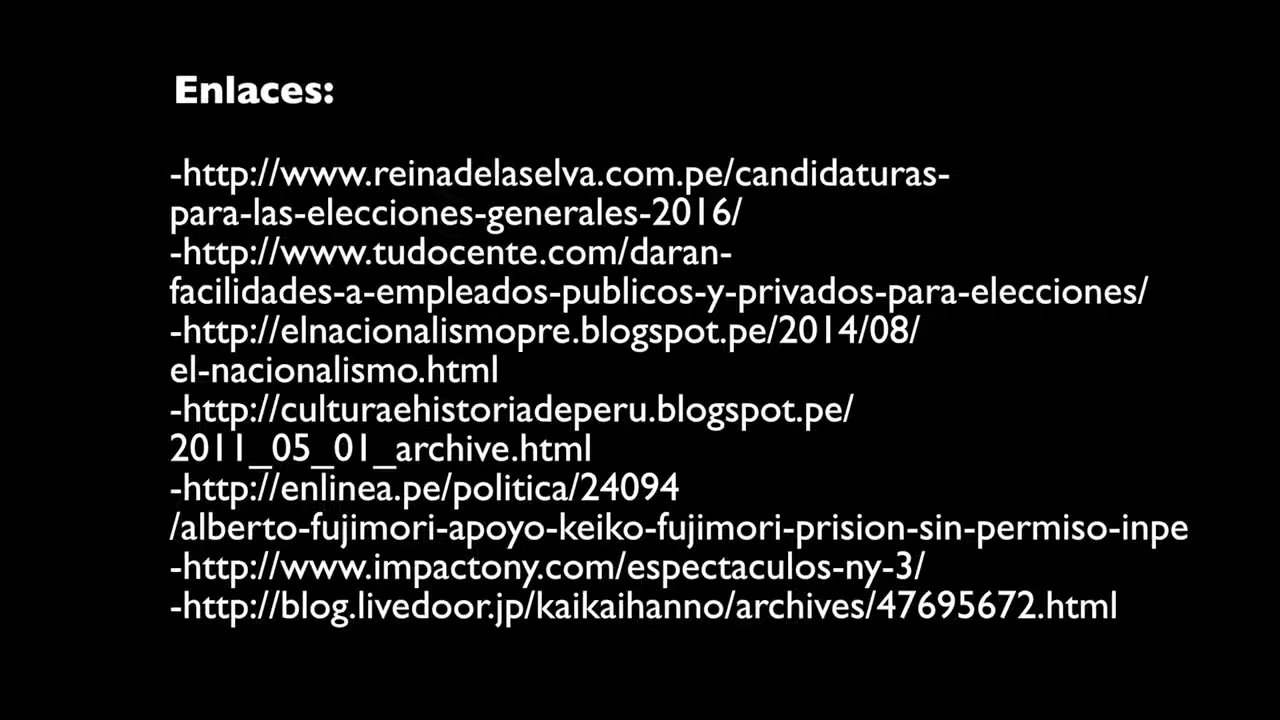 Enlaces:
-http://www.reinadelaselva.com.pe/candidaturas-
para-las-elecciones-generales-2016/
-http://www.tudocente.com/daran-
facilidades-a-empleados-publicos-y-privados-para-elecciones/
-http://elnacionalismopre.blogspot.pe/2014/08/
el-nacionalismo.html
-http://culturaehistoriadeperu.blogspot.pe/
2011_05_01_archive.html
-http://enlinea.pe/politica/24094
/alberto-fujimori-apoyo-keiko-fujimori-prision-sin-permiso-inpe
-http://www.impactony.com/espectaculos-ny-3/
-http://blog.livedoor.jp/kaikaihanno/archives/47695672.html